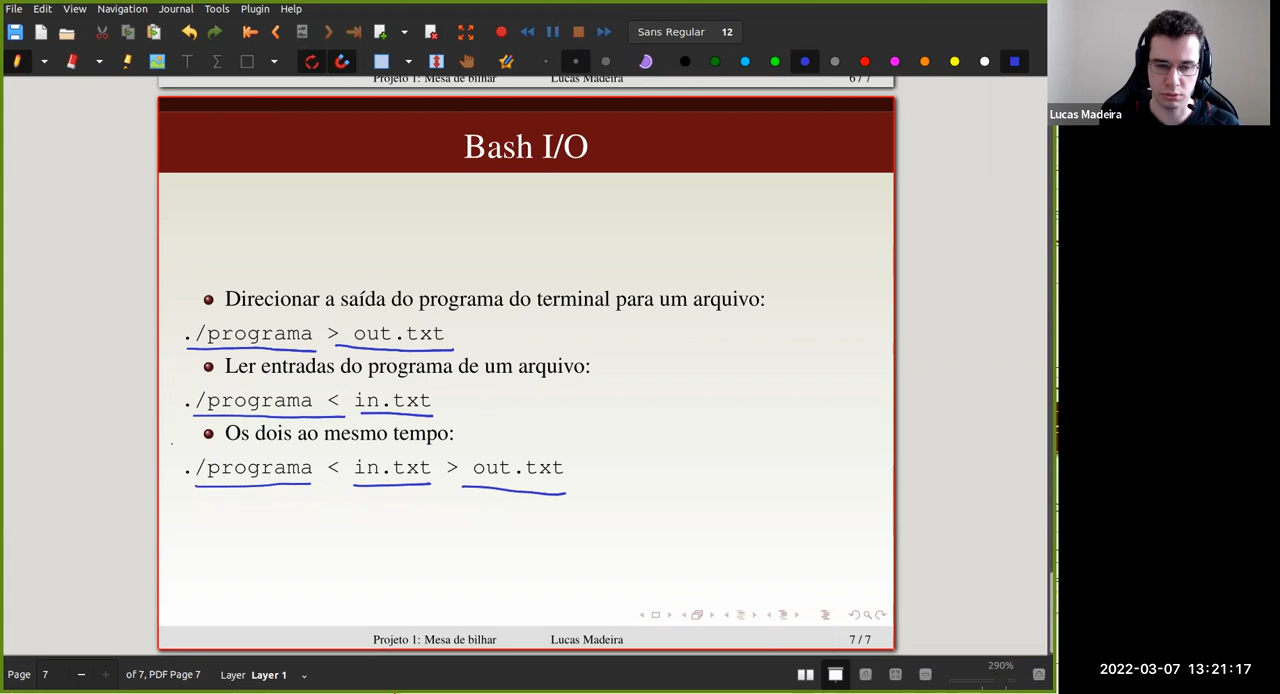 File Edit View Navigation Journal Tools Plugin Help
Sans Regular 12
Projeto 1: Mesa de bilhar Lucas Madeira 6 / 7
Lucas Madeira
Bash I/O
Direcionar a saída do programa do terminal para um arquivo:
./programa > out.txt
Ler entradas do programa de um arquivo:
./programa < in.txt
Os dois ao mesmo tempo:
./programa < in.txt > out.txt
Projeto 1: Mesa de bilhar Lucas Madeira 7 / 7
Page 7 of 7, PDF Page 7 Layer Layer 1 290%
2022-03-07 13:21:17